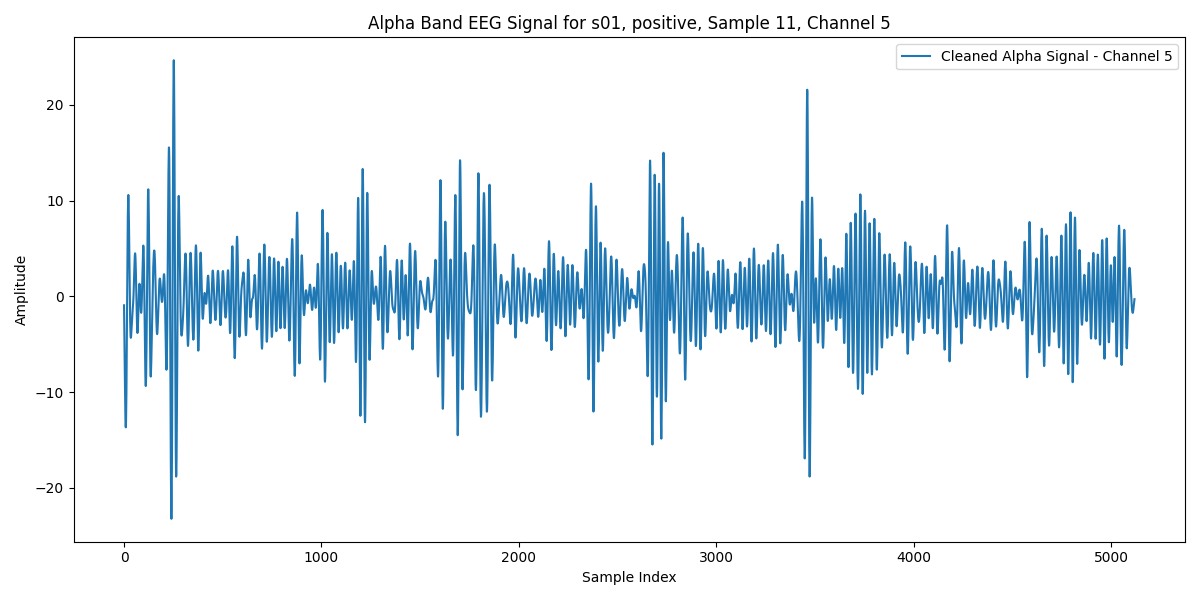 Alpha Band EEG Signal for s01, positive, Sample 11, Channel 5
Cleaned Alpha Signal - Channel 5
Amplitude
20
10
0
−10
−20
0 1000 2000 3000 4000 5000
Sample Index